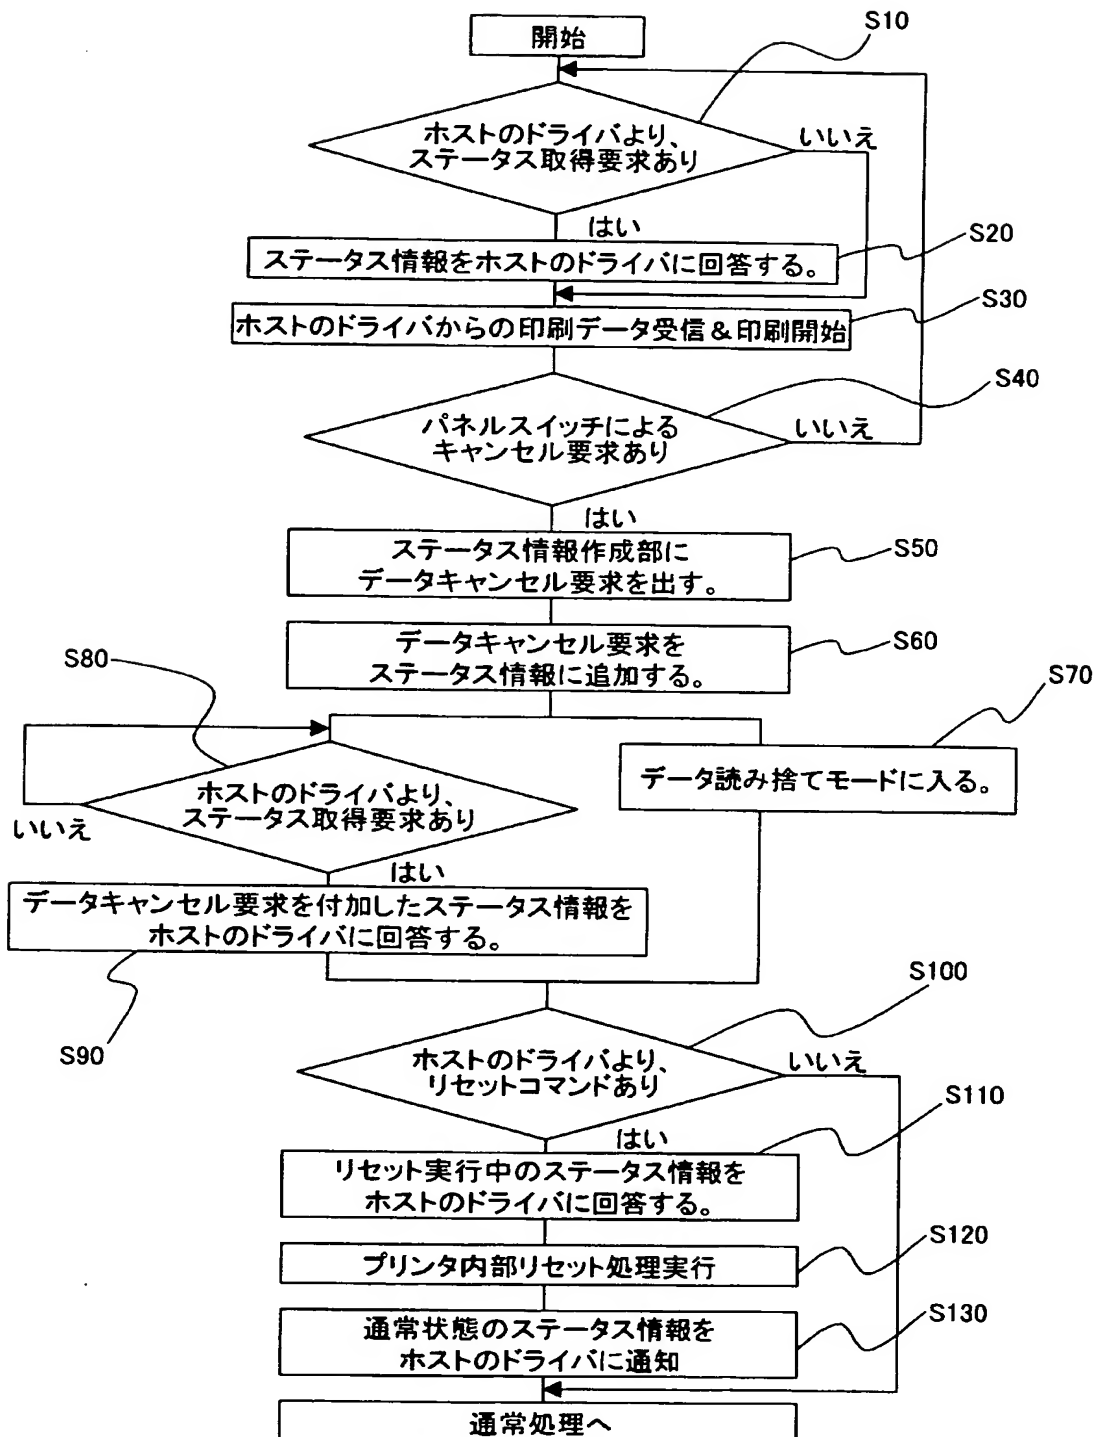 S10
開始
ホストのドライバより、
ステータス取得要求あり
いいえ
はい
S20
ステータス情報をホストのドライバに回答する。
S30
ホストのドライバからの印刷データ受信＆印刷開始
S40
パネルスイッチによる
キャンセル要求あり
いいえ
はい
ステータス情報作成部に
データキャンセル要求を出す。
S50
データキャンセル要求を
ステータス情報に追加する。
S60
S80
S70
ホストのドライバより、
ステータス取得要求あり
いいえ
はい
データ読み捨てモードに入る。
データキャンセル要求を付加したステータス情報を
ホストのドライバに回答する。
S90
S100
ホストのドライバより、
リセットコマンドあり
いいえ
はい
S110
リセット実行中のステータス情報を
ホストのドライバに回答する。
S120
プリンタ内部リセット処理実行
S130
通常状態のステータス情報を
ホストのドライバに通知
通常処理へ